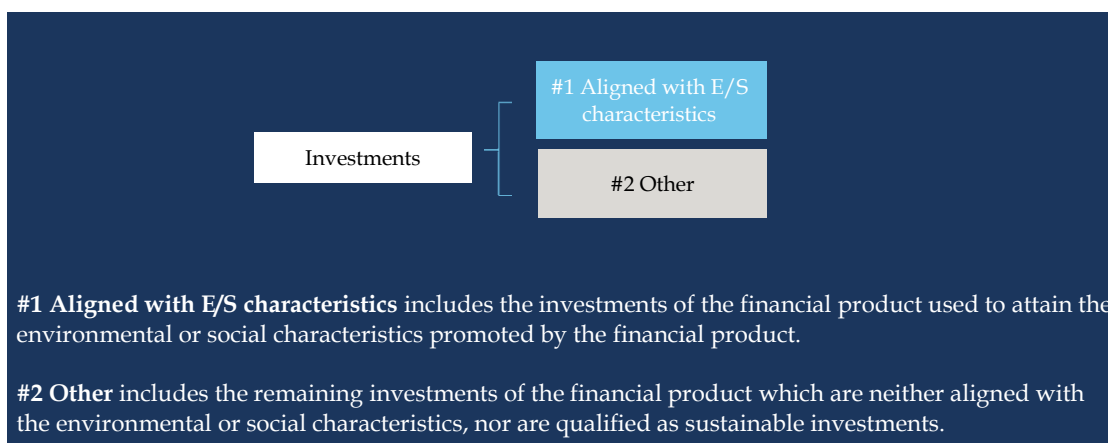 #1 Aligned with E/S
characteristics
Investments
#2 Other
#1 Aligned with E/S characteristics includes the investments of the financial product used to attain the
environmental or social characteristics promoted by the financial product.
#2 Other includes the remaining investments of the financial product which are neither aligned with
the environmental or social characteristics, nor are qualified as sustainable investments.